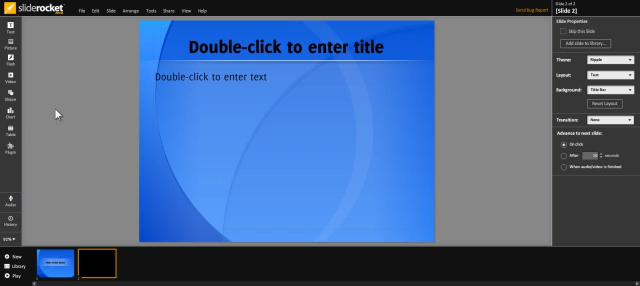 sliderocket
File Edit Slide Arrange Tools Share View Help
Send Bug Report
Slide 2 of 2
[Slide 2]
Text
Picture
Flash
Video
Shape
Chart
Table
Plugin
Audio
History
92%
Double-click to enter title
Double-click to enter text
Slide Properties
Skip this Slide
Add slide to library...
Theme: Ripple
Layout: Text
Background: Title Bar
Reset Layout
Transition: None
Advance to next slide:
On click
After seconds
When audio/video is finished
New
Library
Play